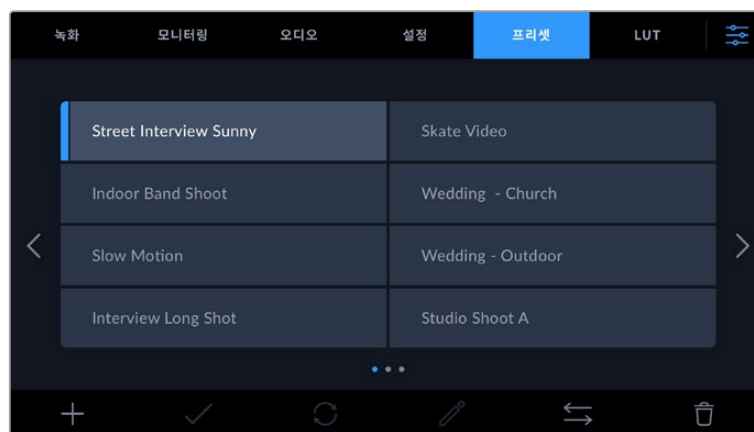 녹화 모니터링 오디오 설정 프리셋 LUT
Street Interview Sunny Skate Video
Indoor Band Shoot Wedding - Church
Slow Motion Wedding - Outdoor
Interview Long Shot Studio Shoot A